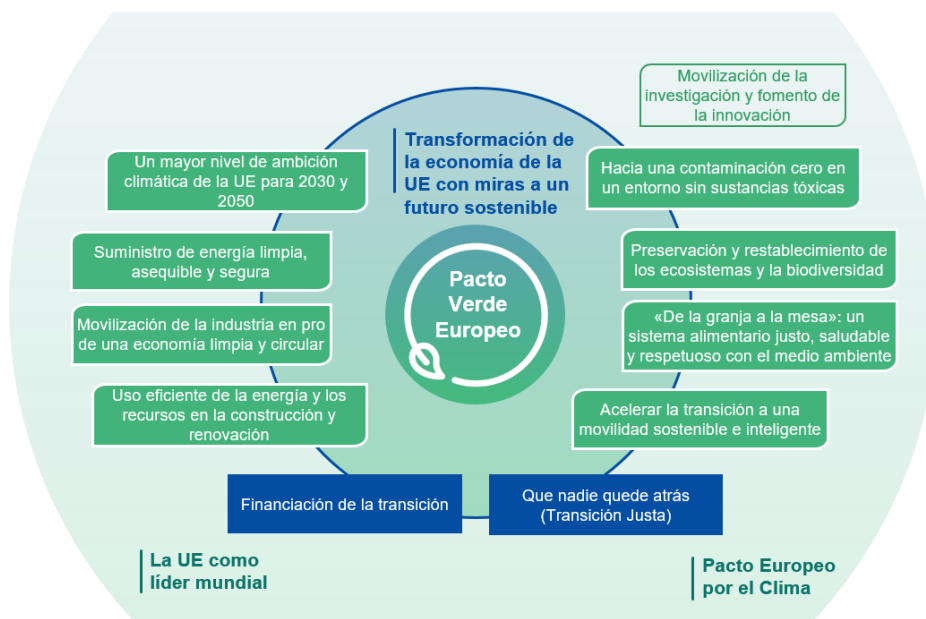 Movilización de la
investigación y fomento de
la innovación
Transformación de
la economía de la
UE con miras a un
futuro sostenible
Un mayor nivel de ambición
climática de la UE para 2030 y
2050
Hacia una contaminación cero en
un entorno sin sustancias tóxicas
Suministro de energía limpia,
asequible y segura
Preservación y restablecimiento de
los ecosistemas y la biodiversidad
Pacto
Verde
Europeo
Movilización de la industria en pro
de una economía limpia y circular
«De la granja a la mesa»: un
sistema alimentario justo, saludable
y respetuoso con el medio ambiente
Uso eficiente de la energía y los
recursos en la construcción y
renovación
Acelerar la transición a una
movilidad sostenible e inteligente
Financiación de la transición
Que nadie quede atrás
(Transición Justa)
La UE como
líder mundial
Pacto Europeo
por el Clima